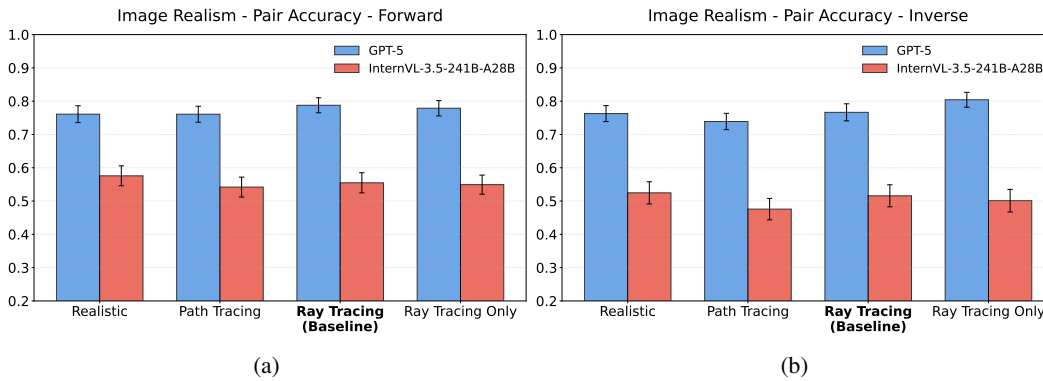 Image Realism - Pair Accuracy - Forward
1.0
0.9
0.8
0.7
0.6
0.5
0.4
0.3
0.2
GPT-5
InternVL-3.5-241B-A28B
Realistic
Path Tracing
Ray Tracing
(Baseline)
Ray Tracing Only
(a)
Image Realism - Pair Accuracy - Inverse
1.0
0.9
0.8
0.7
0.6
0.5
0.4
0.3
0.2
GPT-5
InternVL-3.5-241B-A28B
Realistic
Path Tracing
Ray Tracing
(Baseline)
Ray Tracing Only
(b)